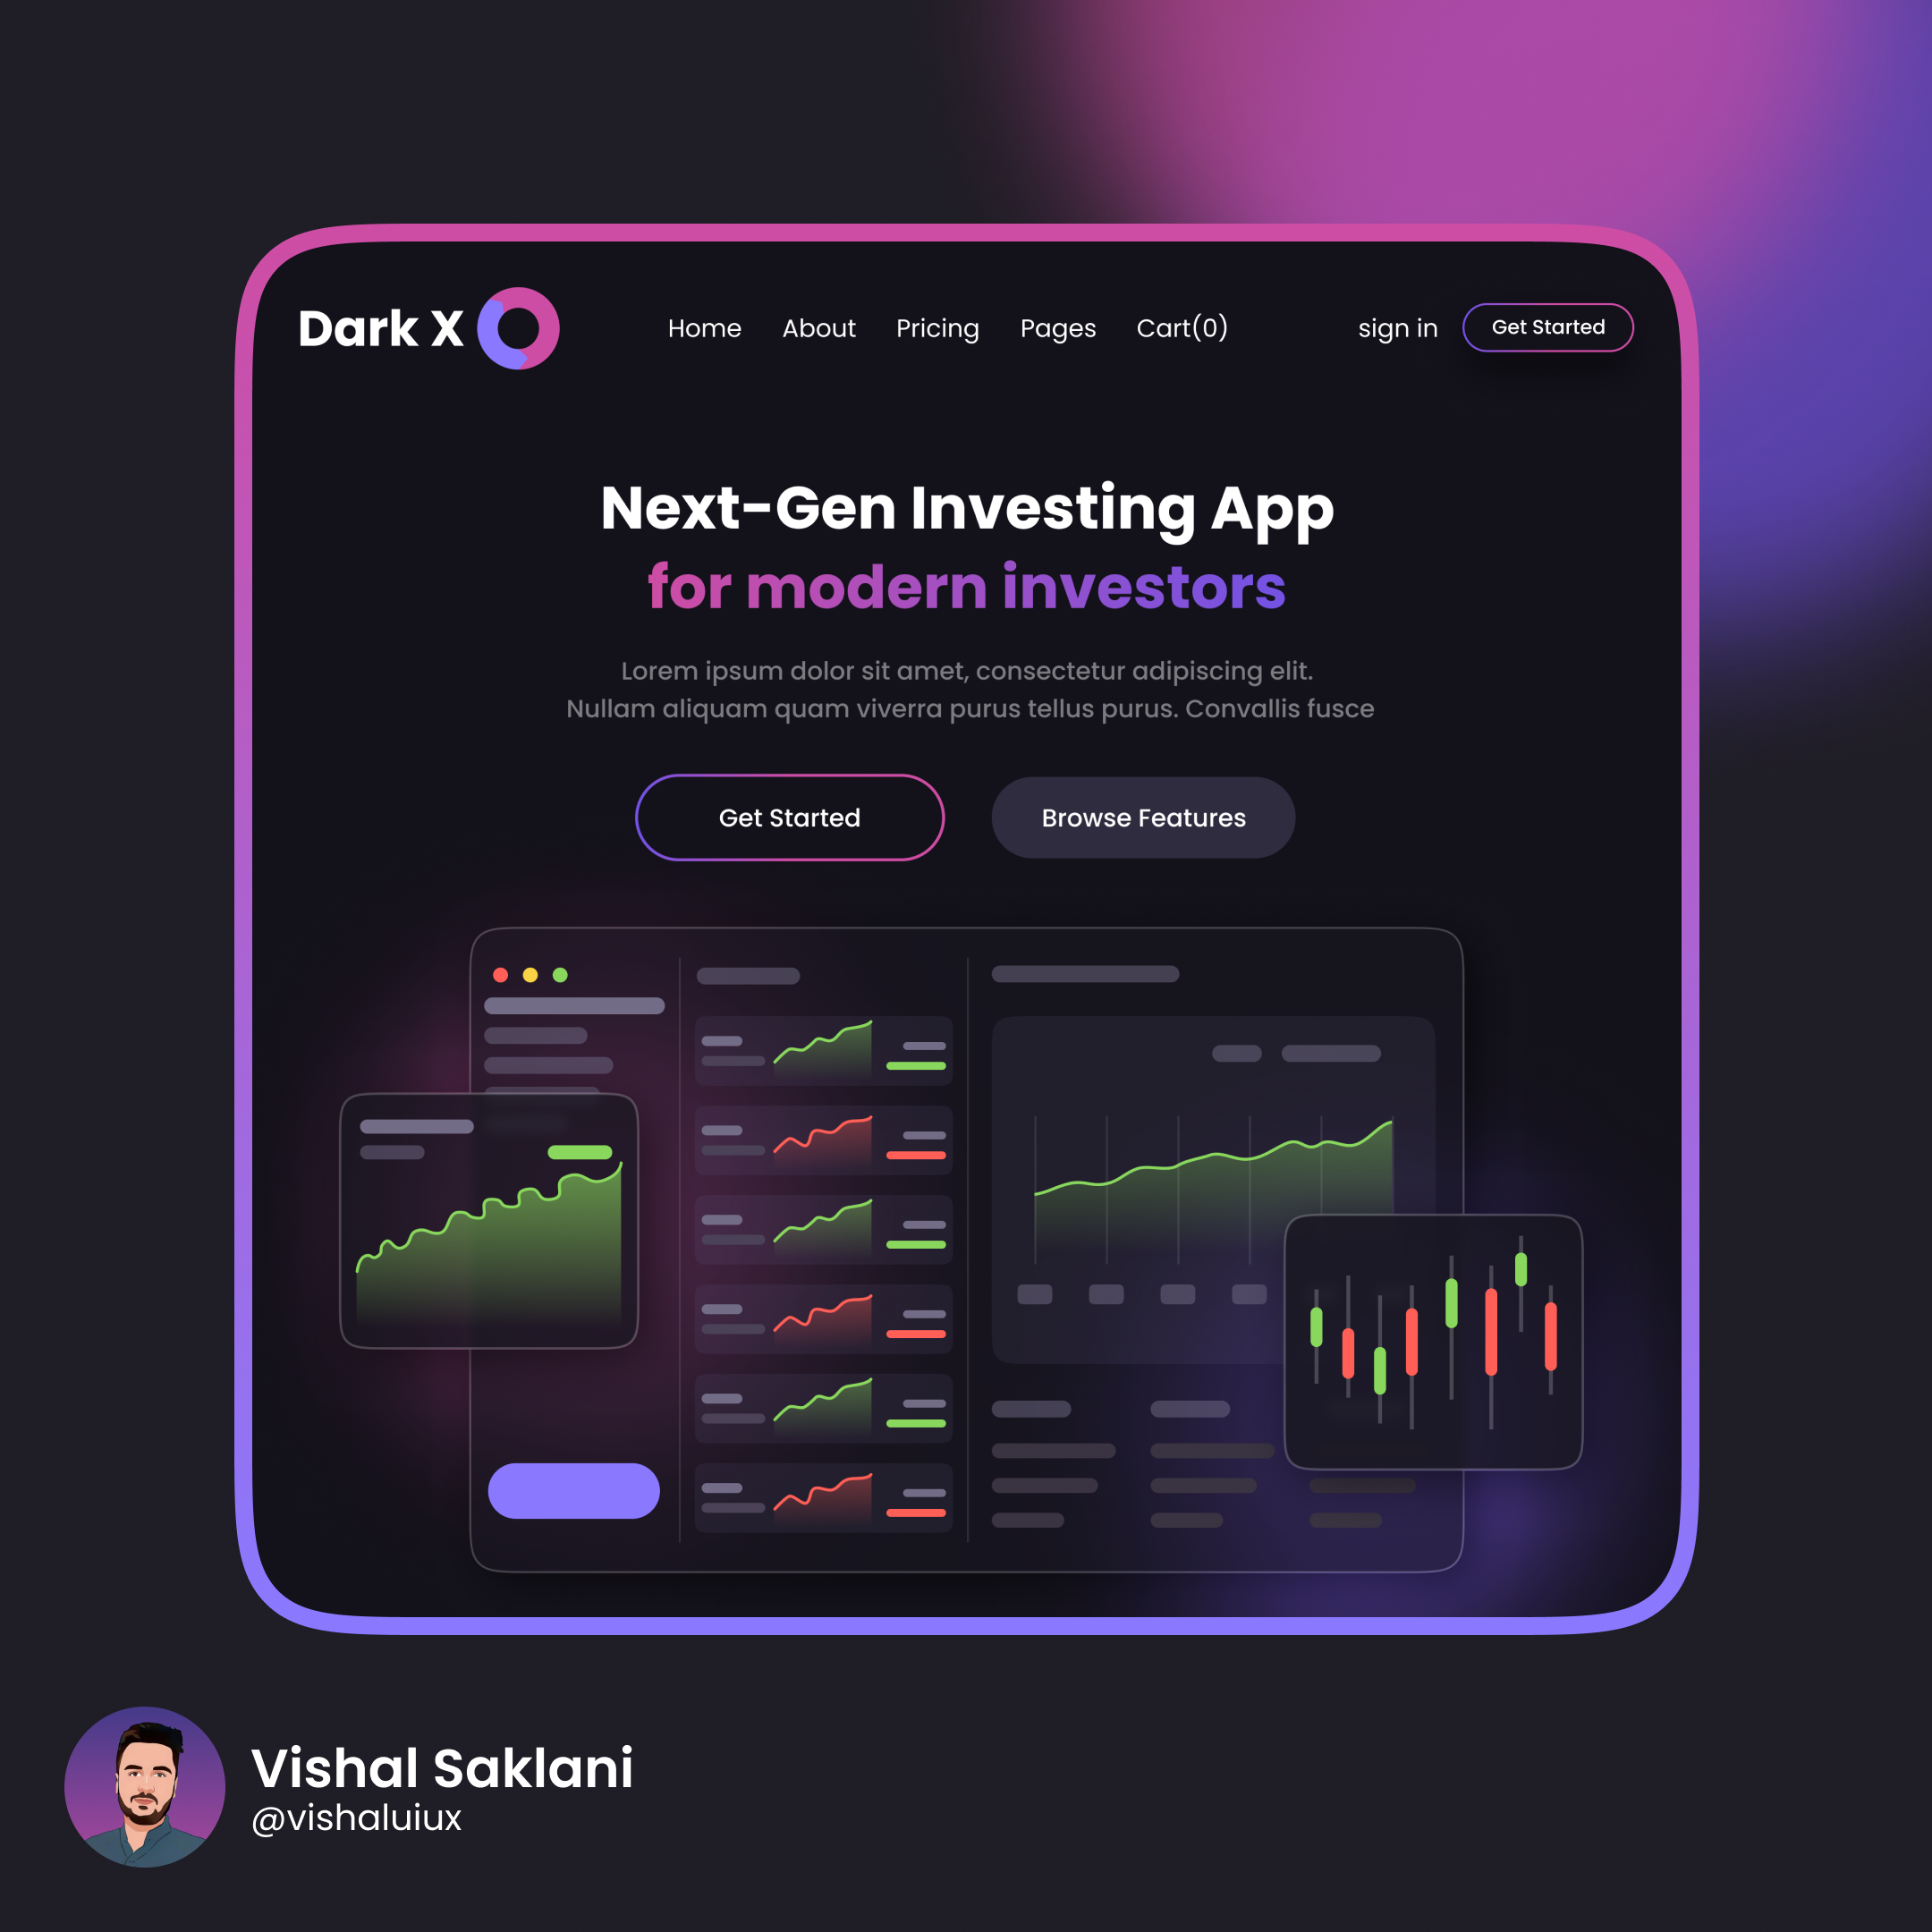 Dark X
Home About Pricing Pages Cart(0)
sign in Get Started
Next-Gen Investing App
for modern investors
Lorem ipsum dolor sit amet, consectetur adipiscing elit.
Nullam aliquam quam viverra purus tellus purus. Convallis fusce
Get Started Browse Features
Vishal Saklani
@vishaluiux